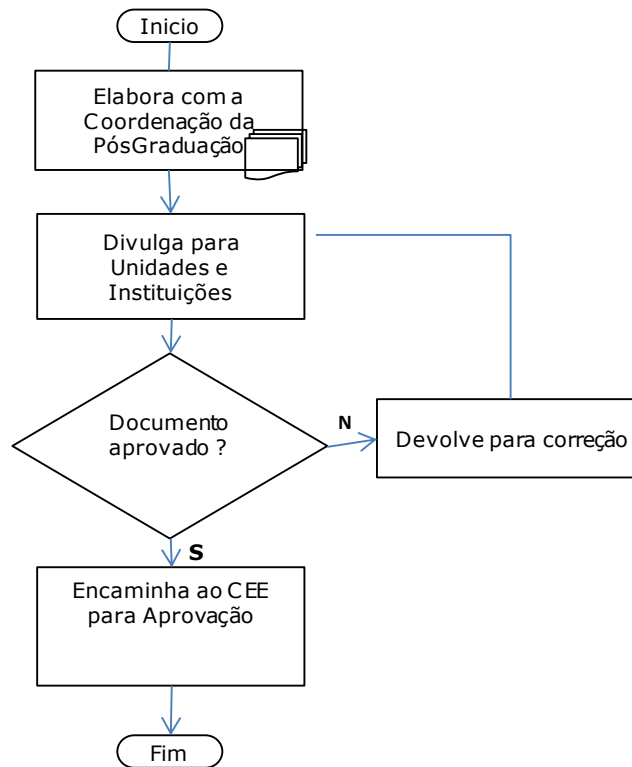 Inicio
Elabora com a
Coordenação da
PósGraduação
Divulga para
Unidades e
Instituições
Documento
aprovado ?
N
Devolve para correção
S
Encaminha ao CEE
para Aprovação
Fim